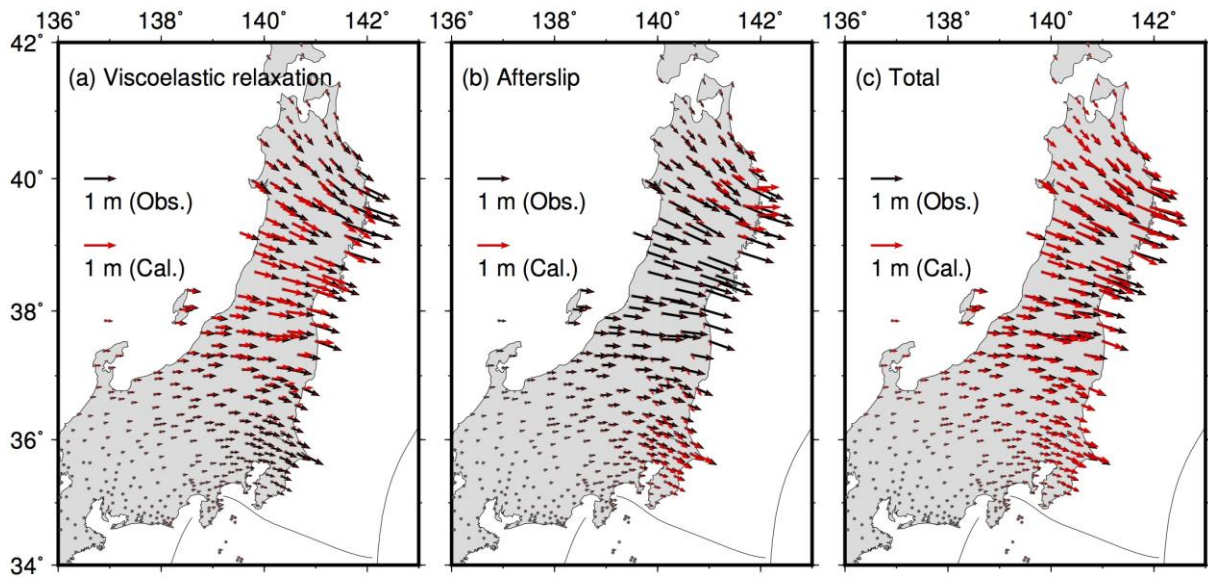 136˚ 138˚ 140˚ 142˚ 136˚ 138˚ 140˚ 142˚ 136˚ 138˚ 140˚ 142˚
42˚
(a) Viscoelastic relaxation
(b) Afterslip
(c) Total
40˚
1 m (Obs.)
1 m (Obs.)
1 m (Obs.)
1 m (Cal.)
1 m (Cal.)
1 m (Cal.)
38˚
36˚
34˚